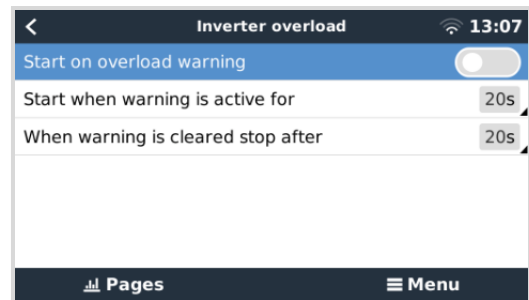 Inverter overload 13:07
Start on overload warning
Start when warning is active for 20s
When warning is cleared stop after 20s
Pages Menu